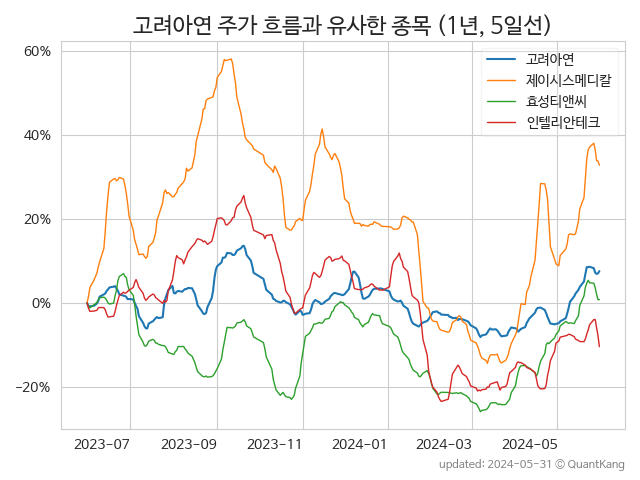 고려아연 주가 흐름과 유사한 종목 (1년, 5일선)
고려아연
제이시스메디칼
효성티앤씨
인텔리안테크
60%
40%
20%
0%
−20%
2023-07 2023-09 2023-11 2024-01 2024-03 2024-05
updated: 2024-05-31 © QuantKang